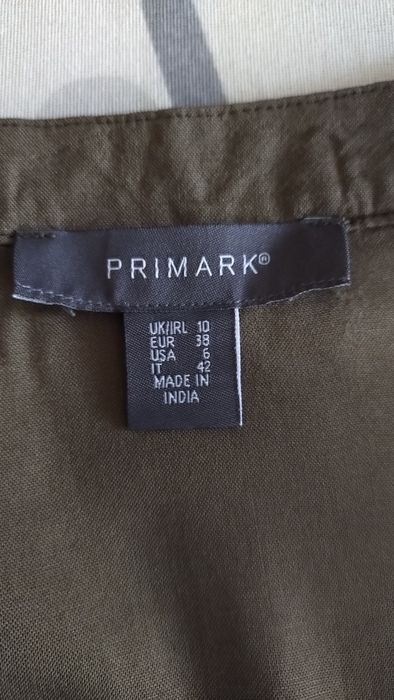 PRIMARK®
UK/IRL 10
EUR 38
USA 6
IT 42
MADE IN
INDIA